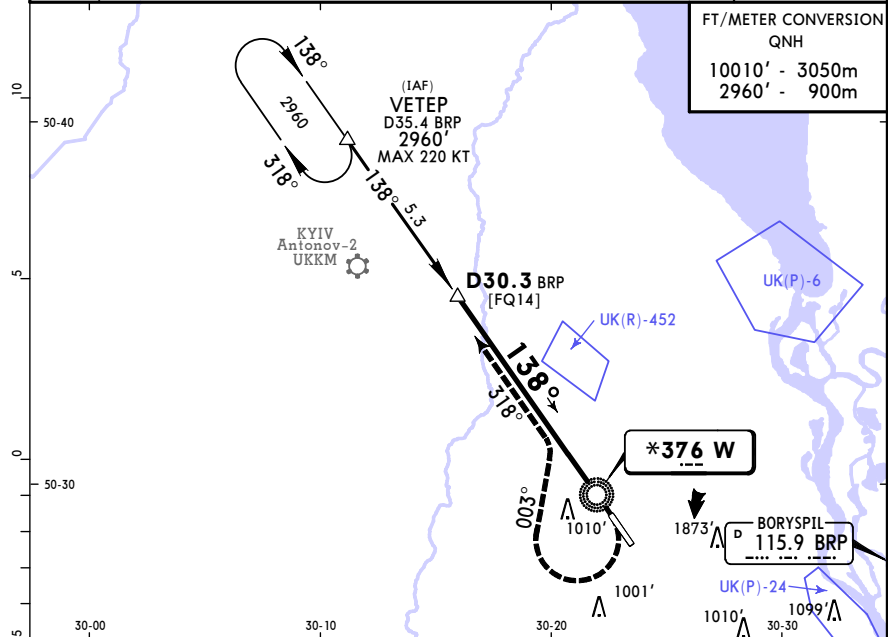 FT/METER CONVERSION
QNH
10010' - 3050m
2960' - 900m
138°
2960
318°
(IAF)
VETEP
D35.4 BRP
2960'
MAX 220 KT
10
50-40
138° 5.3
KYIV
Antonov-2
UKKM
D30.3 BRP
[FQ14]
UK(P)-6
5
UK(R)-452
138°
318°
*376 W
0
50-30
003°
1010'
1873'
BORYSPIL
D 115.9 BRP
1001'
UK(P)-24
1010'
1099'
5
30-00
30-10
30-20
30-30